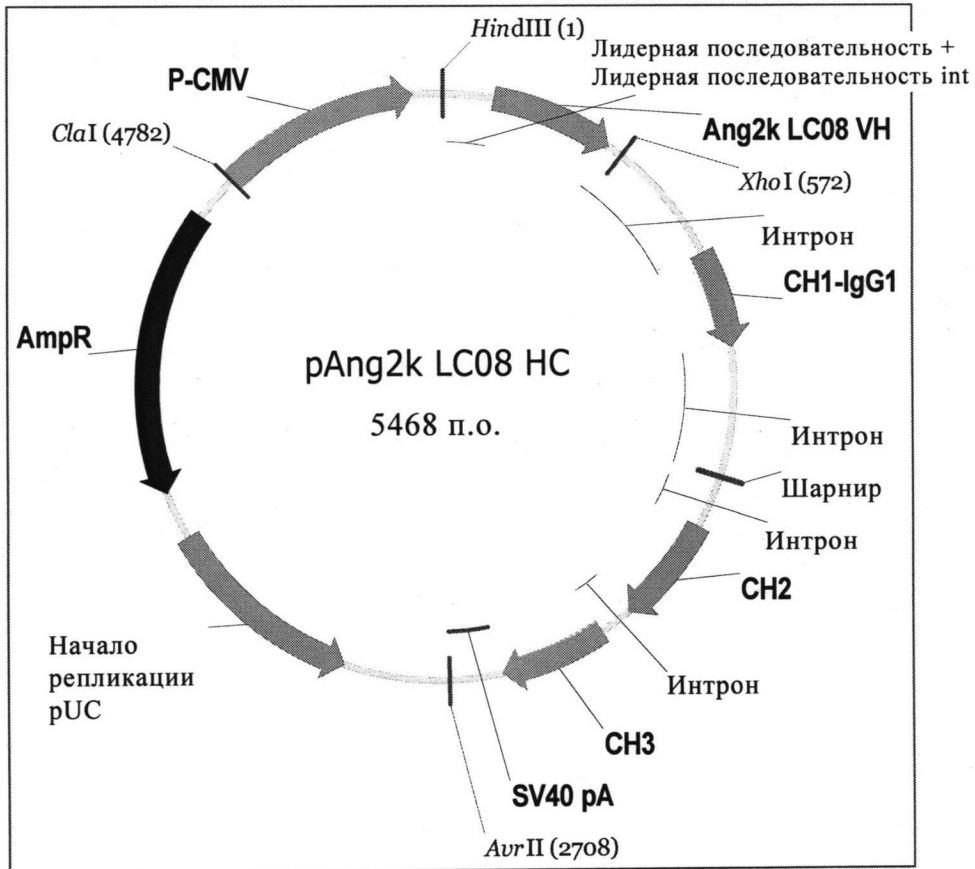 HindIII (1)
Лидерная последовательность +
Лидерная последовательность int
P-CMV
Ang2k LC08 VH
ClaI (4782)
XhoI (572)
Интрон
CH1-IgG1
AmpR
pAng2k LC08 HC
5468 п.о.
Интрон
Шарнир
Интрон
CH2
Начало
репликации
pUC
Интрон
CH3
SV40 pA
AvrII (2708)